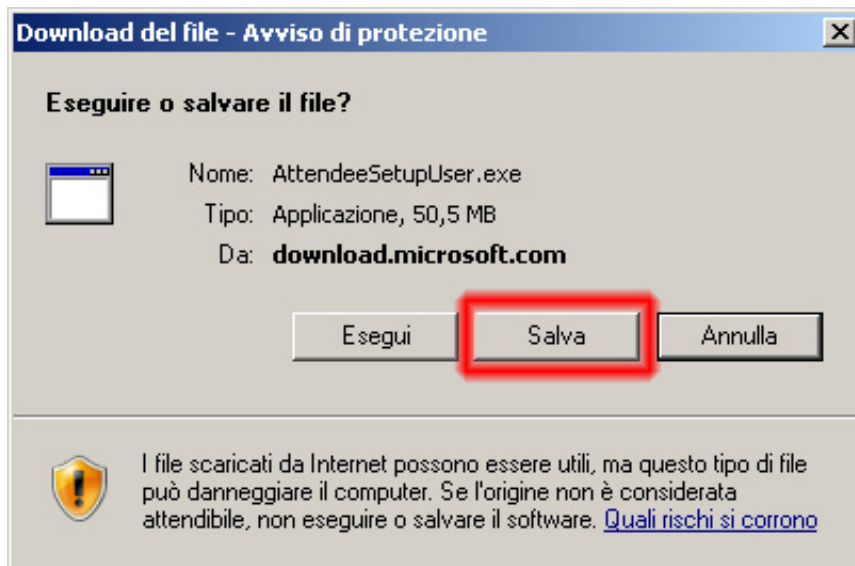 Download del file - Avviso di protezione
Eseguire o salvare il file?
Nome: AttendeeSetupUser.exe
Tipo: Applicazione, 50,5 MB
Da: download.microsoft.com
Esegui Salva Annulla
I file scaricati da Internet possono essere utili, ma questo tipo di file
può danneggiare il computer. Se l'origine non è considerata
attendibile, non eseguire o salvare il software. Quali rischi si corrono